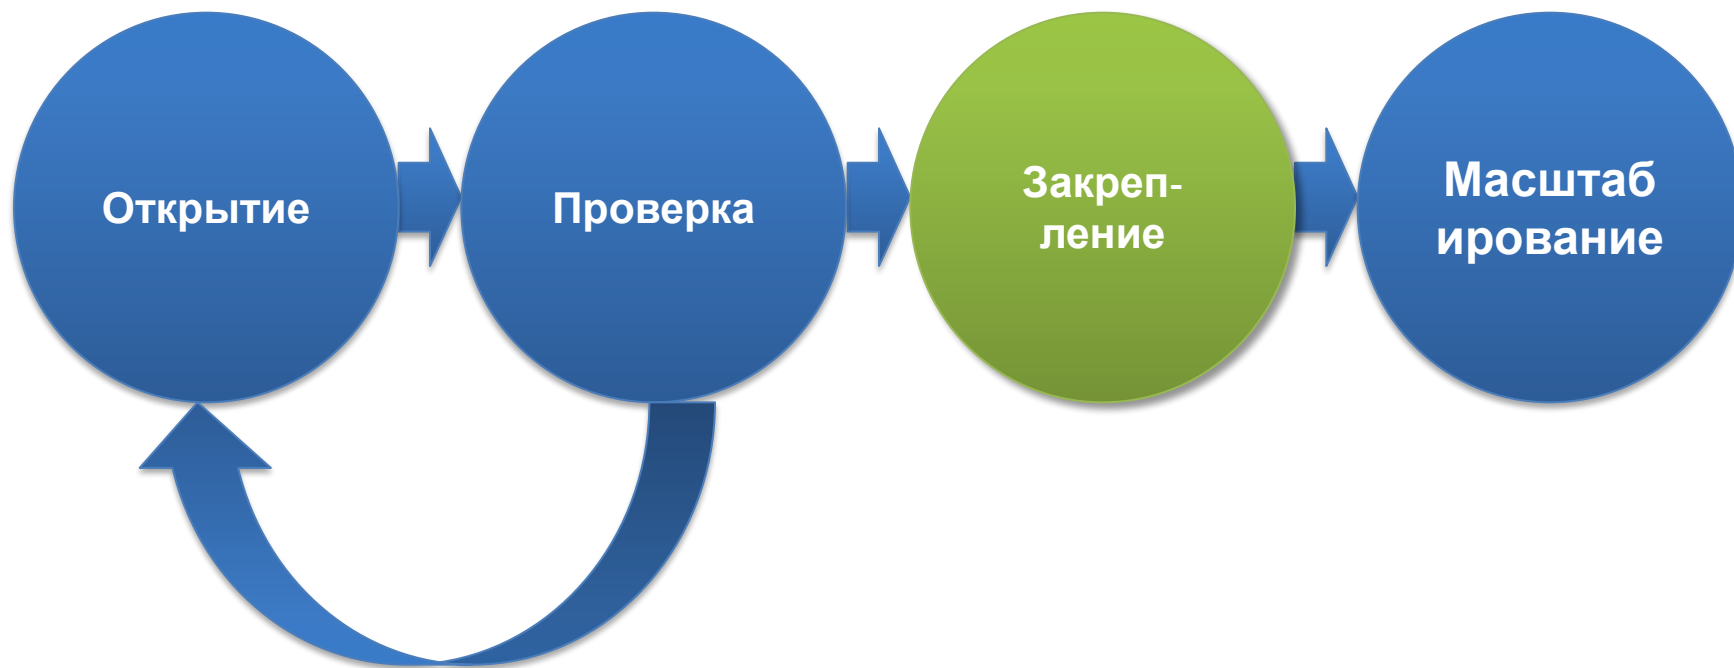 Открытие
Проверка
Закреп-
ление
Масштаб
ирование